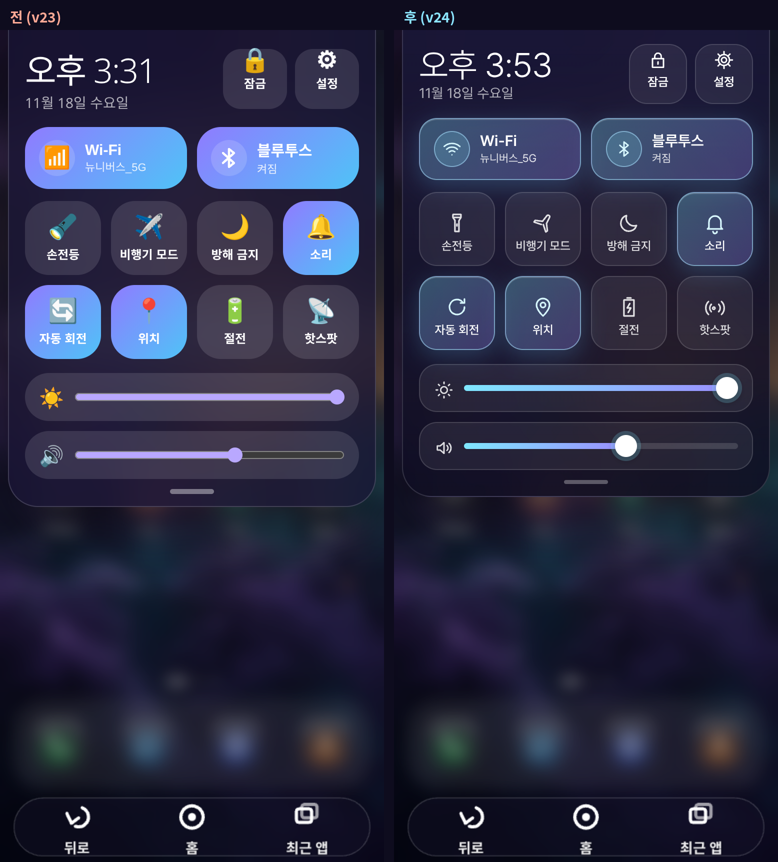 전 (v23)
오후 3:31
11월 18일 수요일
잠금
설정
Wi-Fi
뉴니버스_5G
블루투스
켜짐
손전등
비행기 모드
방해 금지
소리
자동 회전
위치
절전
핫스팟
뒤로
홈
최근 앱
후 (v24)
오후 3:53
11월 18일 수요일
잠금
설정
Wi-Fi
뉴니버스_5G
블루투스
켜짐
손전등
비행기 모드
방해 금지
소리
자동 회전
위치
절전
핫스팟
뒤로
홈
최근 앱